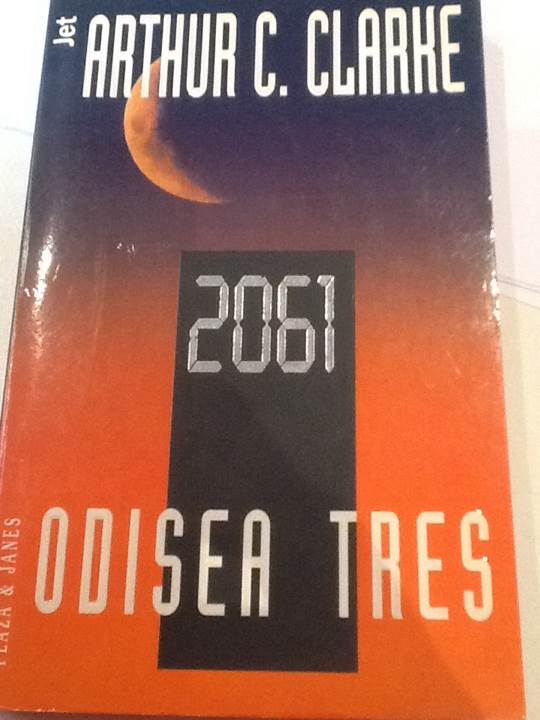 Jet
ARTHUR C. CLARKE
2061
ODISEA TRES
PLAZA & JANES